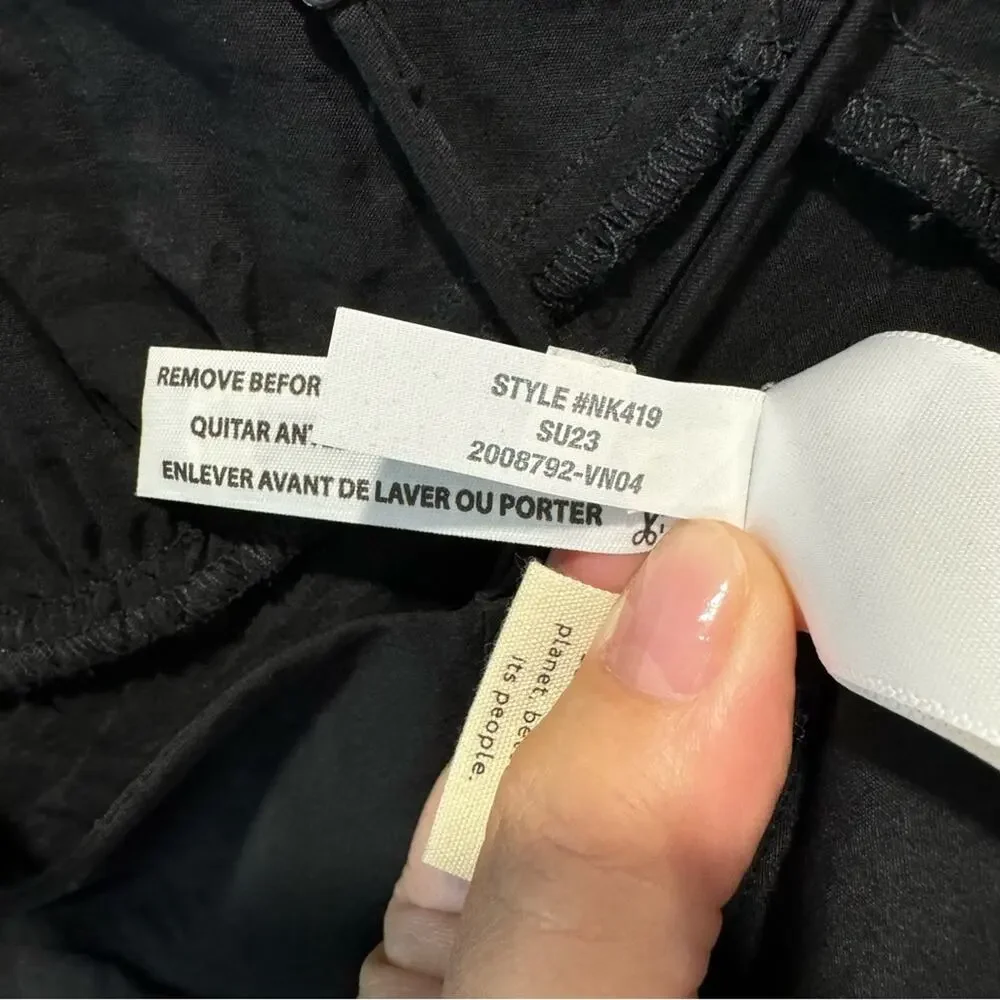 REMOVE BEFOR
QUITAR AN
ENLEVER AVANT DE LAVER OU PORTER
STYLE #NK419
SU23
2008792-VN04
planet, be
its people.